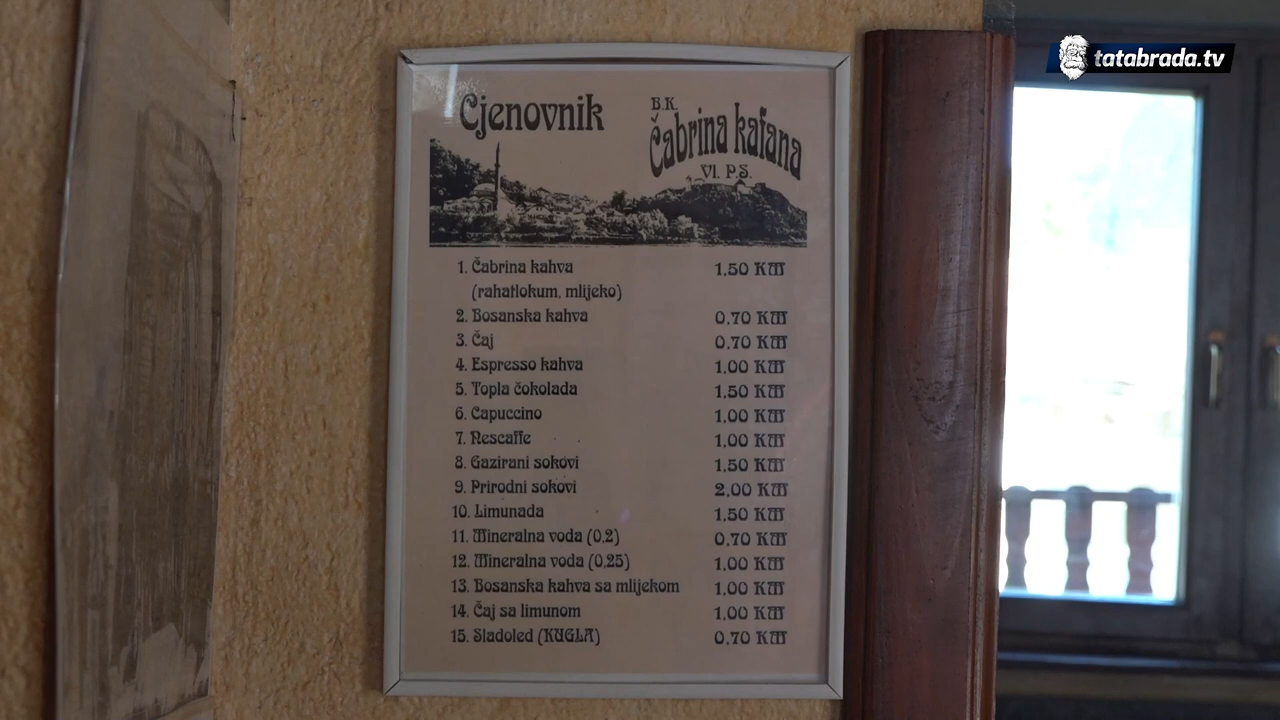 tatabrada.tv
Cjenovnik
B.K.
Čabrina kafana
Vl. P.S.
1. Čabrina kahva 1,50 KM
(rahatlokum, mlijeko)
2. Bosanska kahva 0,70 KM
3. Čaj 0,70 KM
4. Espresso kahva 1,00 KM
5. Topla čokolada 1,50 KM
6. Capuccino 1,00 KM
7. Nescaffe 1,00 KM
8. Gazirani sokovi 1,50 KM
9. Prirodni sokovi 2,00 KM
10. Limunada 1,50 KM
11. Mineralna voda (0,2) 0,70 KM
12. Mineralna voda (0,25) 1,00 KM
13. Bosanska kahva sa mlijekom 1,00 KM
14. Čaj sa limunom 1,00 KM
15. Sladoled (KUGLA) 0,70 KM